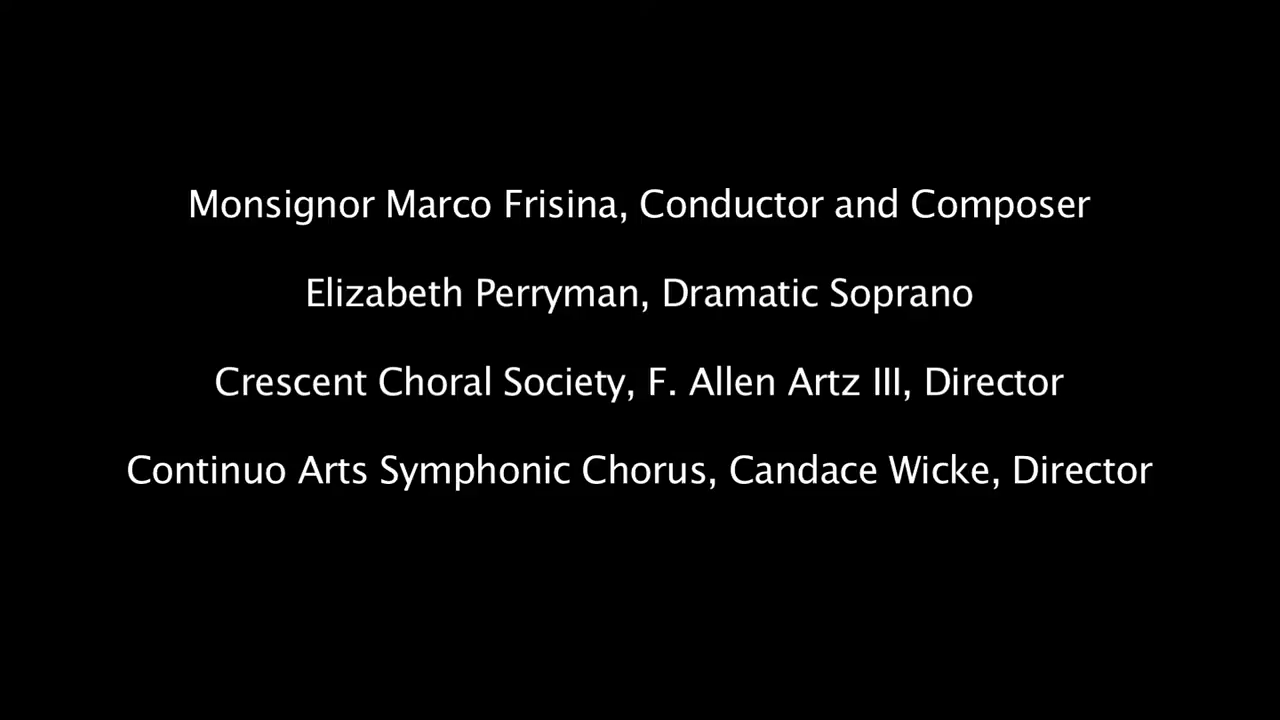 Monsignor Marco Frisina, Conductor and Composer
Elizabeth Perryman, Dramatic Soprano
Crescent Choral Society, F. Allen Artz III, Director
Continuo Arts Symphonic Chorus, Candace Wicke, Director